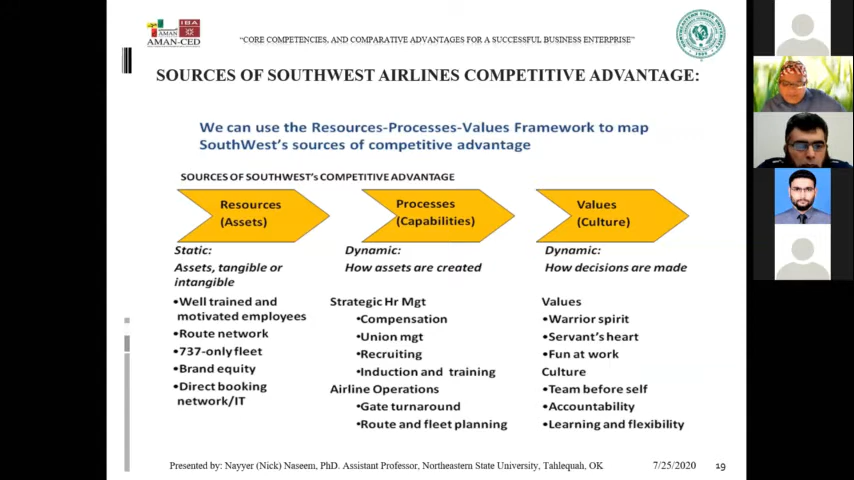 AMAN IBA
AMAN-CED
“CORE COMPETENCIES, AND COMPARATIVE ADVANTAGES FOR A SUCCESSFUL BUSINESS ENTERPRISE”
SOURCES OF SOUTHWEST AIRLINES COMPETITIVE ADVANTAGE:
We can use the Resources-Processes-Values Framework to map
SouthWest's sources of competitive advantage
SOURCES OF SOUTHWEST's COMPETITIVE ADVANTAGE
Resources
(Assets)
Static:
Assets, tangible or
intangible
•Well trained and
motivated employees
•Route network
•737-only fleet
•Brand equity
•Direct booking
network/IT
Processes
(Capabilities)
Dynamic:
How assets are created
Strategic Hr Mgt
•Compensation
•Union mgt
•Recruiting
•Induction and training
Airline Operations
•Gate turnaround
•Route and fleet planning
Values
(Culture)
Dynamic:
How decisions are made
Values
•Warrior spirit
•Servant's heart
•Fun at work
Culture
•Team before self
•Accountability
•Learning and flexibility
Presented by: Nayyer (Nick) Naseem, PhD. Assistant Professor, Northeastern State University, Tahlequah, OK
7/25/2020
19